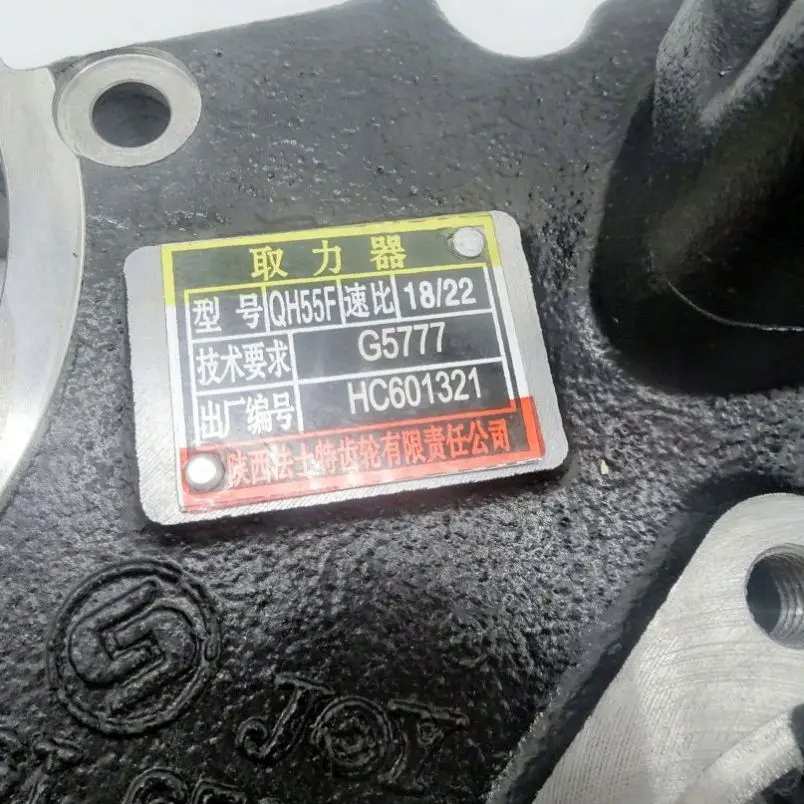 取力器
型号 QH55F 速比 18/22
技术要求 G5777
出厂编号 HC601321
陕西法士特齿轮有限责任公司
JOY